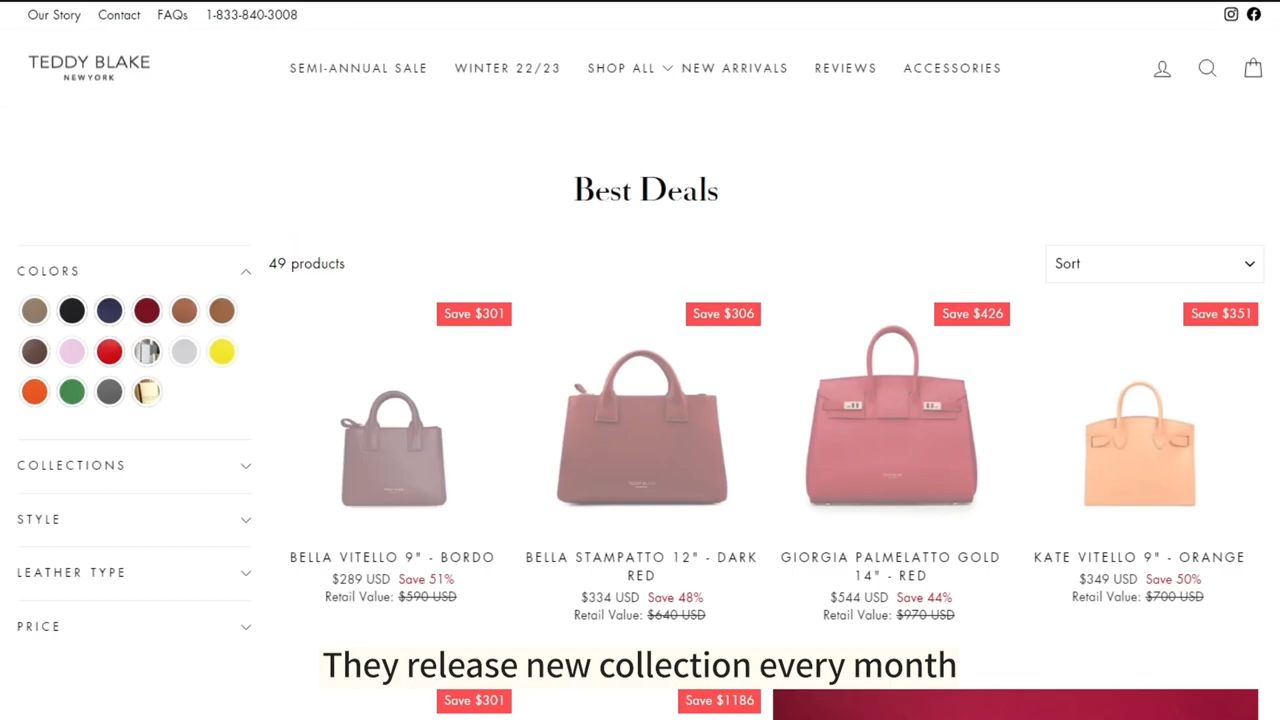 Our Story Contact FAQs 1-833-840-3008
TEDDY BLAKE
NEW YORK
SEMI-ANNUAL SALE WINTER 22/23 SHOP ALL NEW ARRIVALS REVIEWS ACCESSORIES
Best Deals
COLORS
COLLECTIONS
STYLE
LEATHER TYPE
PRICE
49 products
Sort
Save $301
Save $306
Save $426
Save $351
BELLA VITELLO 9" - BORDO
$289 USD Save 51%
Retail Value: $590 USD
BELLA STAMPATTO 12" - DARK
RED
$334 USD Save 48%
Retail Value: $640 USD
GIORGIA PALMELATTO GOLD
14" - RED
$544 USD Save 44%
Retail Value: $970 USD
KATE VITELLO 9" - ORANGE
$349 USD Save 50%
Retail Value: $700 USD
They release new collection every month
Save $301
Save $1186